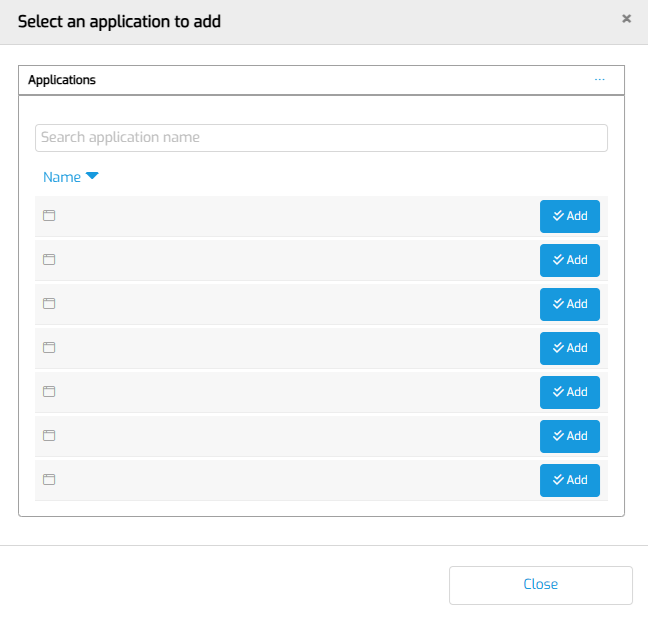 Select an application to add
×
Applications
...
Search application name
Name
Add
Add
Add
Add
Add
Add
Add
Close